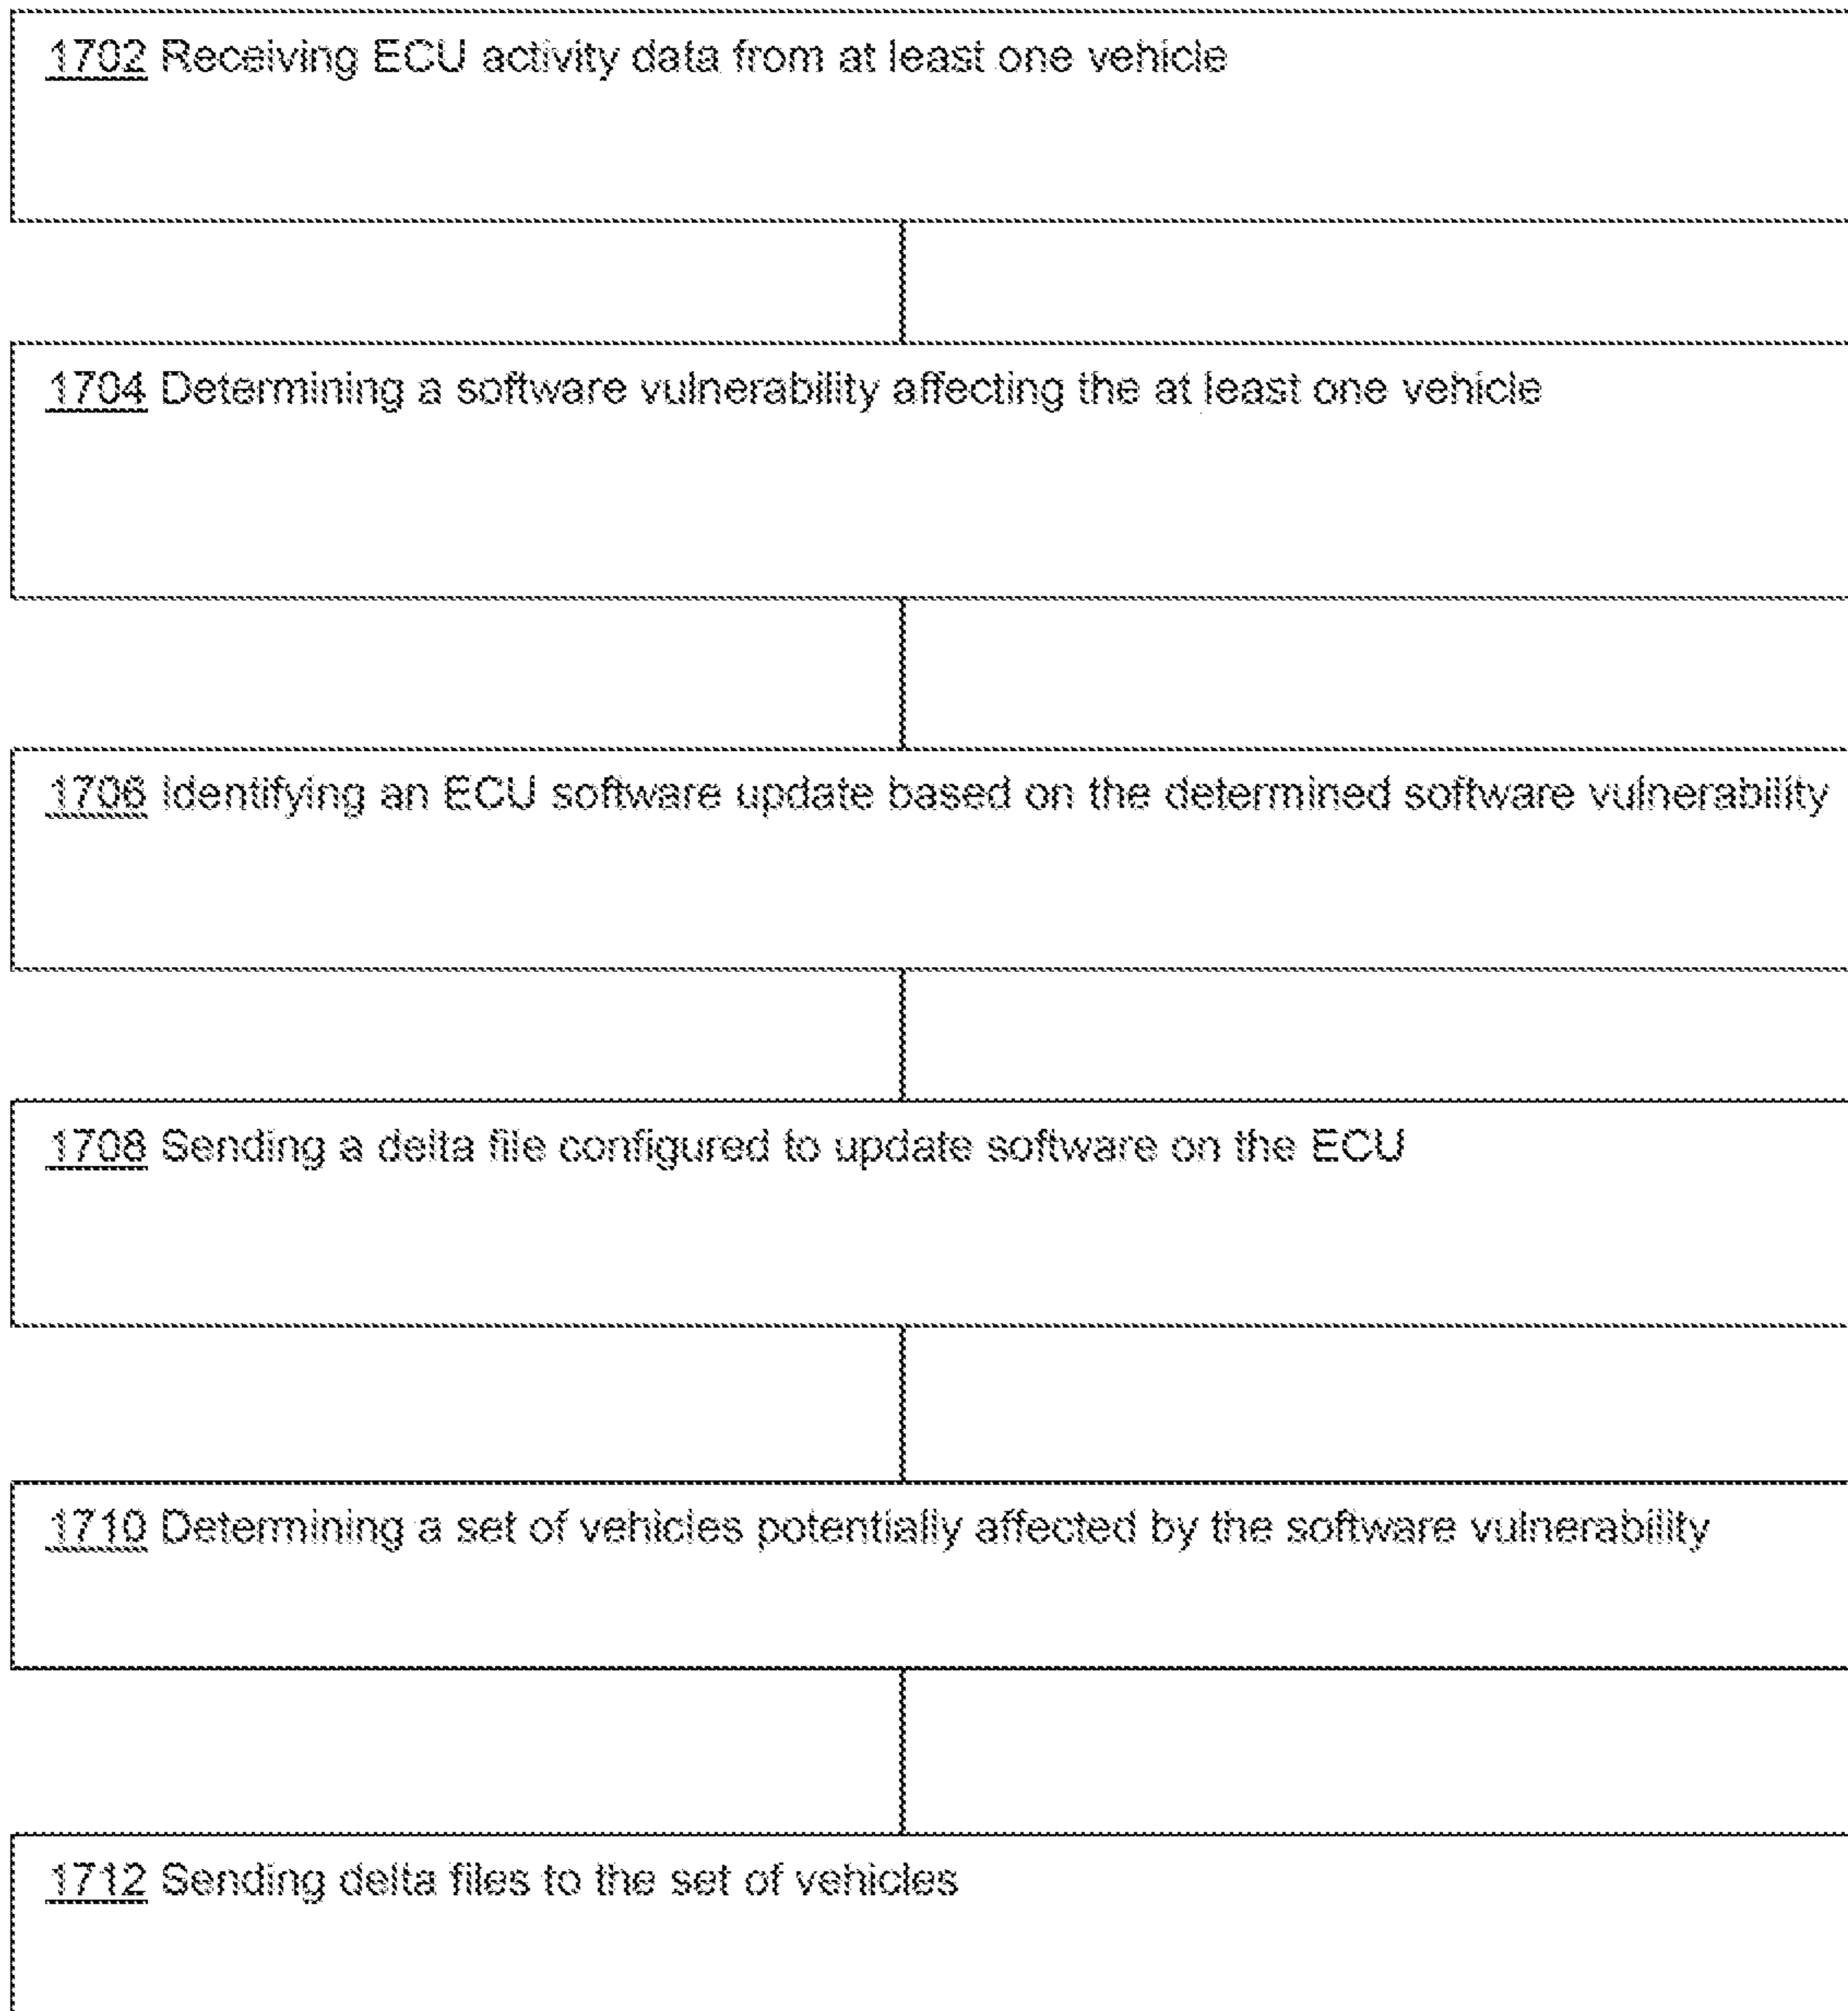 1702 Receiving ECU activity data from at least one vehicle
1704 Determining a software vulnerability affecting the at least one vehicle
1706 Identifying an ECU software update based on the determined software vulnerability
1708 Sending a delta file configured to update software on the ECU
1710 Determining a set of vehicles potentially affected by the software vulnerability
1712 Sending delta files to the set of vehicles